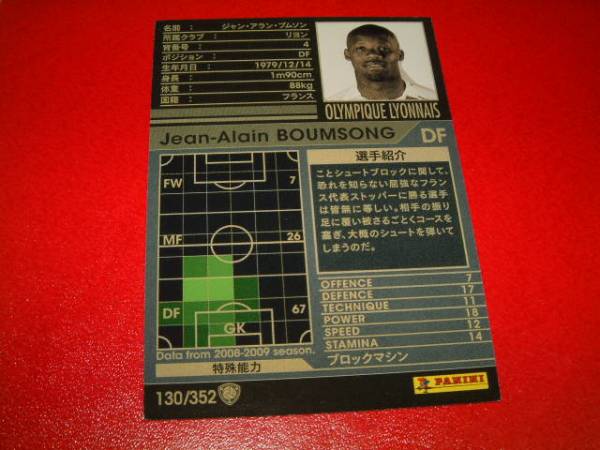 名前 : ジャン・アラン・ブムソン
所属クラブ : リヨン
背番号 : 4
ポジション : DF
生年月日 : 1979/12/14
身長 : 1m90cm
体重 : 88kg
国籍 : フランス
OLYMPIQUE LYONNAIS
Jean-Alain BOUMSONG DF
FW 7
MF 26
DF 67
GK
Data from 2008-2009 season.
特殊能力
選手紹介
ことシュートブロックに関して、
恐れを知らない屈強なフラン
ス代表ストッパーに勝る選手
は皆無に等しい。相手の振り
足に覆い被さるごとくコースを
塞ぎ、大概のシュートを弾いて
しまうのだ。
OFFENCE 7
DEFENCE 17
TECHNIQUE 11
POWER 18
SPEED 12
STAMINA 14
ブロックマシン
130/352
PANINI